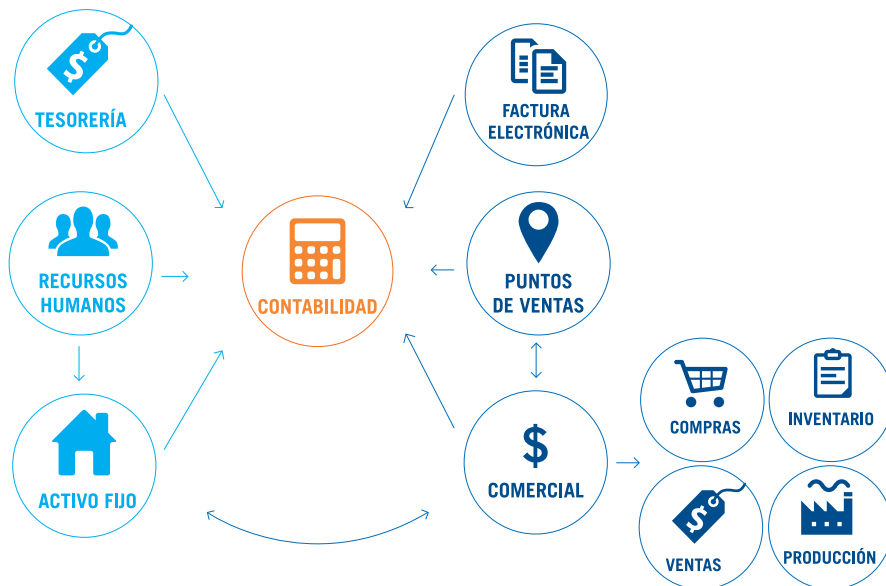 TESORERÍA
FACTURA
ELECTRÓNICA
RECURSOS
HUMANOS
CONTABILIDAD
PUNTOS
DE VENTAS
ACTIVO FIJO
$
COMERCIAL
COMPRAS
INVENTARIO
VENTAS
PRODUCCIÓN